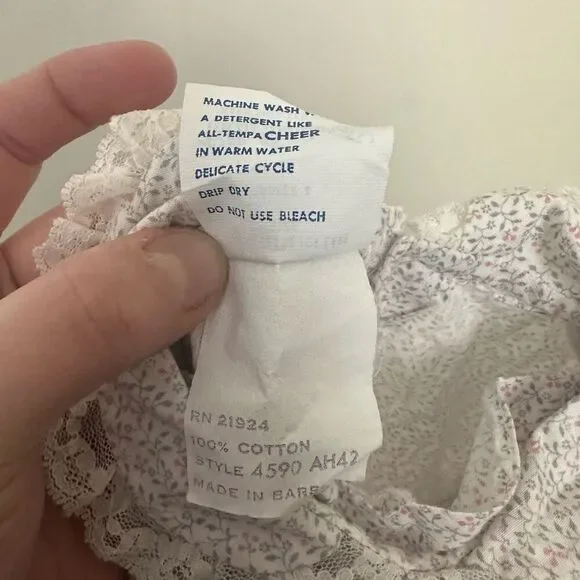 MACHINE WASH
A DETERGENT LIKE
ALL-TEMPA CHEER
IN WARM WATER
DELICATE CYCLE
DRIP DRY
DO NOT USE BLEACH
RN 21924
100% COTTON
STYLE 4590 AH42
MADE IN BARB